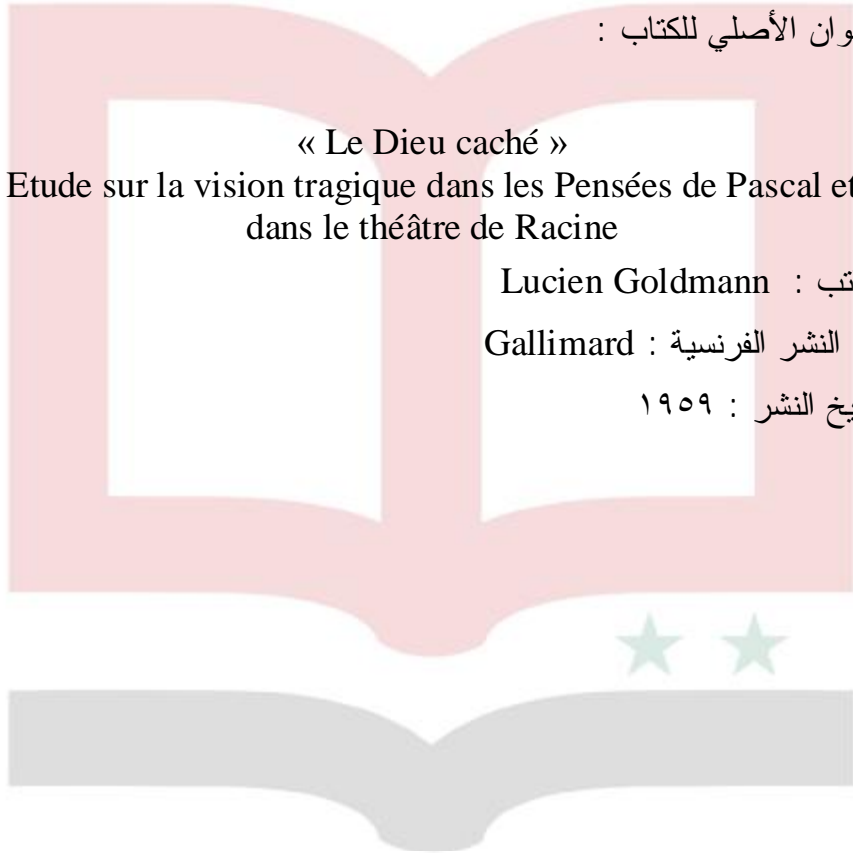 وان الأصلي للكتاب :
« Le Dieu caché »
Etude sur la vision tragique dans les Pensées de Pascal et
dans le théâtre de Racine
تب : Lucien Goldmann
النشر الفرنسية : Gallimard
يخ النشر : ١٩٥٩